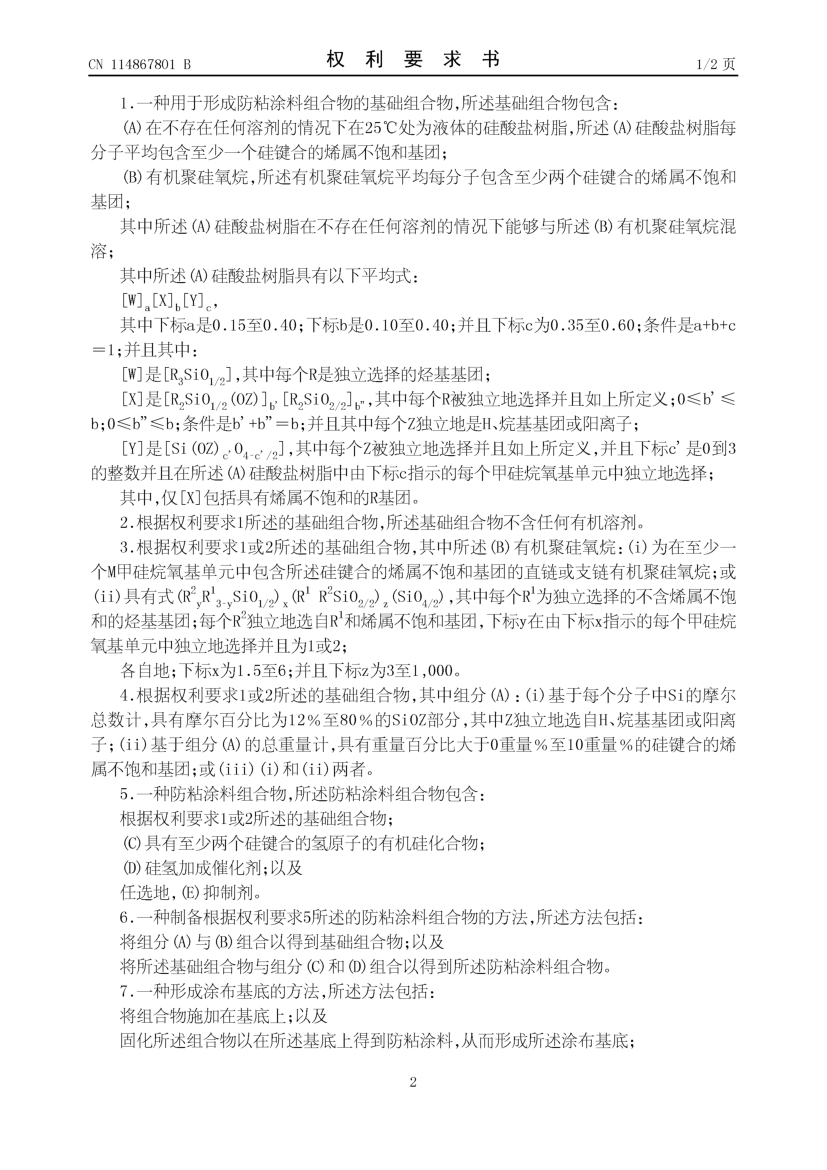 CN 114867801 B
权 利 要 求 书
1/2 页
1.一种用于形成防粘涂料组合物的基础组合物,所述基础组合物包含:
(A)在不存在任何溶剂的情况下在25℃处为液体的硅酸盐树脂,所述(A)硅酸盐树脂每
分子平均包含至少一个硅键合的烯属不饱和基团;
(B)有机聚硅氧烷,所述有机聚硅氧烷平均每分子包含至少两个硅键合的烯属不饱和
基团;
其中所述(A)硅酸盐树脂在不存在任何溶剂的情况下能够与所述(B)有机聚硅氧烷混
溶;
其中所述(A)硅酸盐树脂具有以下平均式:
[W]a[X]b[Y]c,
其中下标a是0.15至0.40;下标b是0.10至0.40;并且下标c为0.35至0.60;条件是a+b+c
=1;并且其中:
[W]是[R3SiO1/2],其中每个R是独立选择的烃基基团;
[X]是[R2SiO1/2(OZ)]b'[R2SiO2/2]b",其中每个R被独立地选择并且如上所定义;0≤b'≤
b;0≤b"≤b;条件是b'+b"=b;并且其中每个Z独立地是H、烷基基团或阳离子;
[Y]是[Si(OZ)c'O4-c'/2],其中每个Z被独立地选择并且如上所定义,并且下标c'是0到3
的整数并且在所述(A)硅酸盐树脂中由下标c指示的每个甲硅烷氧基单元中独立地选择;
其中,仅[X]包括具有烯属不饱和的R基团。
2.根据权利要求1所述的基础组合物,所述基础组合物不含任何有机溶剂。
3.根据权利要求1或2所述的基础组合物,其中所述(B)有机聚硅氧烷:(i)为在至少一
个M甲硅烷氧基单元中包含所述硅键合的烯属不饱和基团的直链或支链有机聚硅氧烷;或
(ii)具有式(R2yR13-ySiO1/2)x(R1 R2SiO2/2)z(SiO4/2),其中每个R1为独立选择的不含烯属不饱
和的烃基基团;每个R2独立地选自R1和烯属不饱和基团,下标y在由下标x指示的每个甲硅烷
氧基单元中独立地选择并且为1或2;
各自地;下标x为1.5至6;并且下标z为3至1,000。
4.根据权利要求1或2所述的基础组合物,其中组分(A):(i)基于每个分子中Si的摩尔
总数计,具有摩尔百分比为12%至80%的SiOZ部分,其中Z独立地选自H、烷基基团或阳离
子;(ii)基于组分(A)的总重量计,具有重量百分比大于0重量%至10重量%的硅键合的烯
属不饱和基团;或(iii)(i)和(ii)两者。
5.一种防粘涂料组合物,所述防粘涂料组合物包含:
根据权利要求1或2所述的基础组合物;
(C)具有至少两个硅键合的氢原子的有机硅化合物;
(D)硅氢加成催化剂;以及
任选地,(E)抑制剂。
6.一种制备根据权利要求5所述的防粘涂料组合物的方法,所述方法包括:
将组分(A)与(B)组合以得到基础组合物;以及
将所述基础组合物与组分(C)和(D)组合以得到所述防粘涂料组合物。
7.一种形成涂布基底的方法,所述方法包括:
将组合物施加在基底上;以及
固化所述组合物以在所述基底上得到防粘涂料,从而形成所述涂布基底;
2